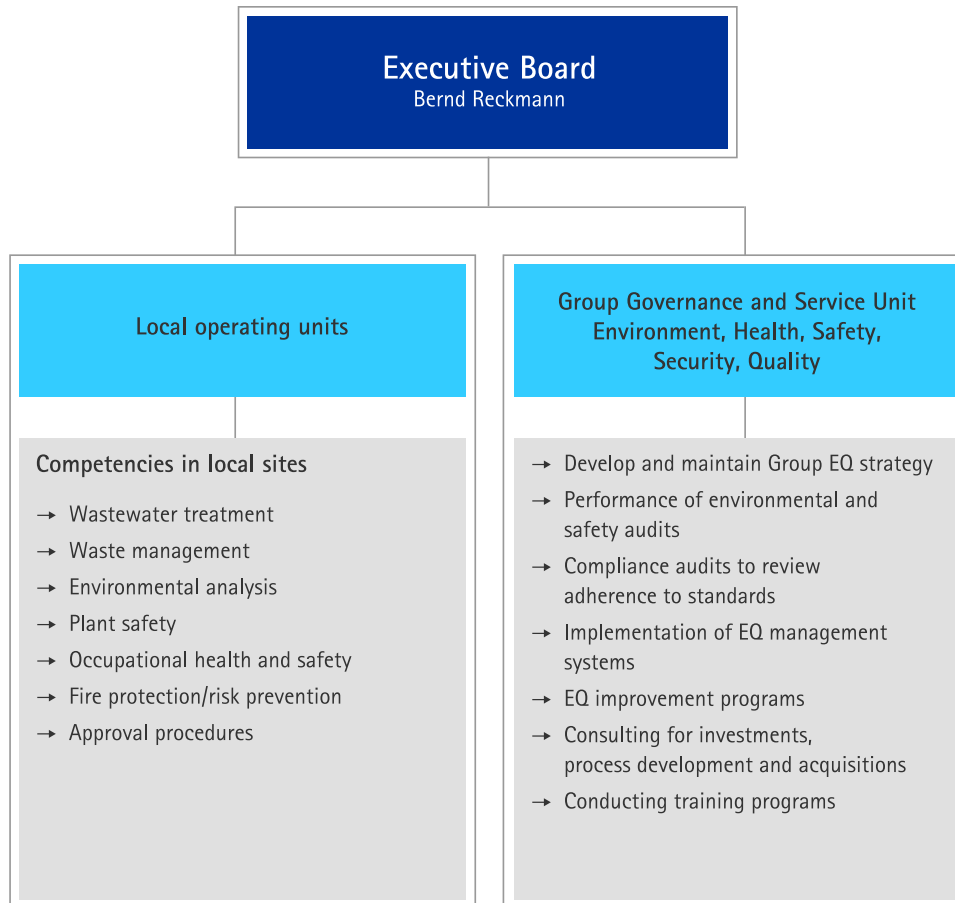 Executive Board
Bernd Reckmann
Local operating units
Competencies in local sites
→ Wastewater treatment
→ Waste management
→ Environmental analysis
→ Plant safety
→ Occupational health and safety
→ Fire protection/risk prevention
→ Approval procedures
Group Governance and Service Unit
Environment, Health, Safety,
Security, Quality
→ Develop and maintain Group EQ strategy
→ Performance of environmental and
safety audits
→ Compliance audits to review
adherence to standards
→ Implementation of EQ management
systems
→ EQ improvement programs
→ Consulting for investments,
process development and acquisitions
→ Conducting training programs